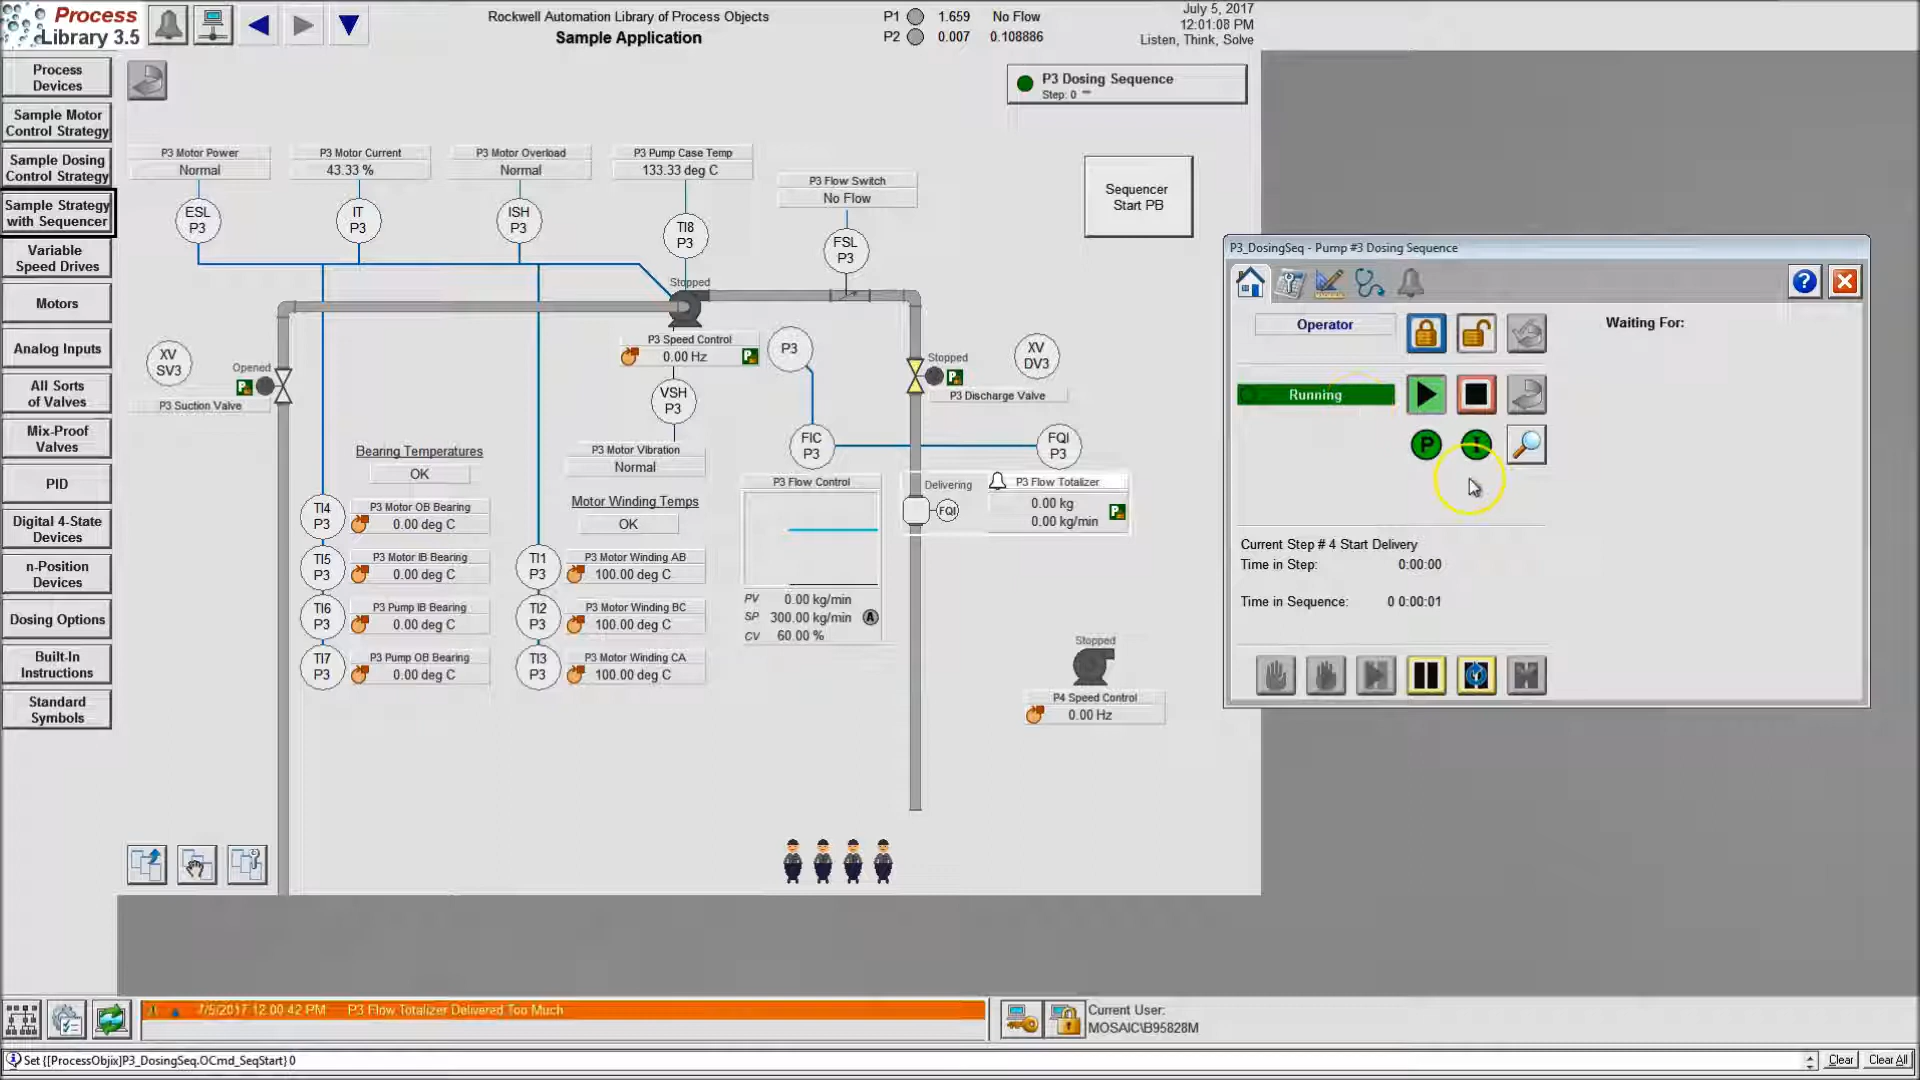 Process
Library 3.5
Rockwell Automation Library of Process Objects
Sample Application
P1 1.659 No Flow
P2 0.007 0.108886
July 5, 2017
12:01:08 PM
Listen, Think, Solve
Process
Devices
Sample Motor
Control Strategy
Sample Dosing
Control Strategy
Sample Strategy
with Sequencer
Variable
Speed Drives
Motors
Analog Inputs
All Sorts
of Valves
Mix-Proof
Valves
PID
Digital 4-State
Devices
n-Position
Devices
Dosing Options
Built-In
Instructions
Standard
Symbols
P3 Dosing Sequence
Step: 0
Sequencer
Start PB
P3 Motor Power
Normal
P3 Motor Current
43.33 %
P3 Motor Overload
Normal
P3 Pump Case Temp
133.33 deg C
P3 Flow Switch
No Flow
ESL
P3
IT
P3
ISH
P3
TI8
P3
FSL
P3
Stopped
P3 Speed Control
0.00 Hz
P
P3
VSH
P3
P3 Motor Vibration
Normal
XV
SV3
Opened
P
P3 Suction Valve
Stopped
P
P3 Discharge Valve
XV
DV3
FIC
P3
FQI
P3
Bearing Temperatures
OK
Motor Winding Temps
OK
TI4
P3
P3 Motor OB Bearing
0.00 deg C
TI5
P3
P3 Motor IB Bearing
0.00 deg C
TI6
P3
P3 Pump IB Bearing
0.00 deg C
TI7
P3
P3 Pump OB Bearing
0.00 deg C
TI1
P3
P3 Motor Winding AB
100.00 deg C
TI2
P3
P3 Motor Winding BC
100.00 deg C
TI3
P3
P3 Motor Winding CA
100.00 deg C
P3 Flow Control
PV 0.00 kg/min
SP 300.00 kg/min A
CV 60.00 %
Delivering
FQI
P3 Flow Totalizer
0.00 kg
0.00 kg/min
P
Stopped
P4 Speed Control
0.00 Hz
P3_DosingSeq - Pump #3 Dosing Sequence
?
Operator
Waiting For:
Running
P I
Current Step # 4 Start Delivery
Time in Step: 0:00:00
Time in Sequence: 0 0:00:01
7/5/2017 12:00:42 PM P3 Flow Totalizer Delivered Too Much
Current User:
MOSAIC\B95828M
Set {[ProcessObjix]P3_DosingSeq.OCmd_SeqStart} 0
Clear Clear All